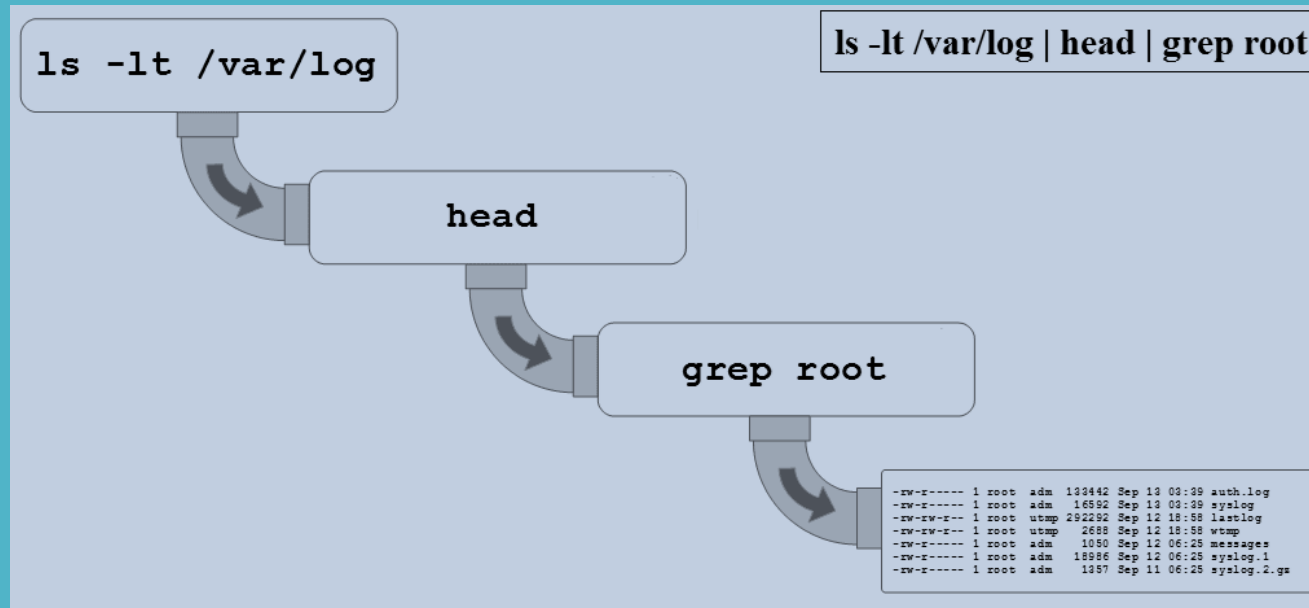 ls -lt /var/log
ls -lt /var/log | head | grep root
head
grep root
-rw-r----- 1 root adm 133442 Sep 13 03:39 auth.log
-rw-r----- 1 root adm 16592 Sep 13 03:39 syslog
-rw-rw-r-- 1 root utmp 292292 Sep 12 18:58 lastlog
-rw-rw-r-- 1 root utmp 2688 Sep 12 18:58 wtmp
-rw-r----- 1 root adm 1050 Sep 12 06:25 messages
-rw-r----- 1 root adm 18986 Sep 12 06:25 syslog.1
-rw-r----- 1 root adm 1357 Sep 11 06:25 syslog.2.gz